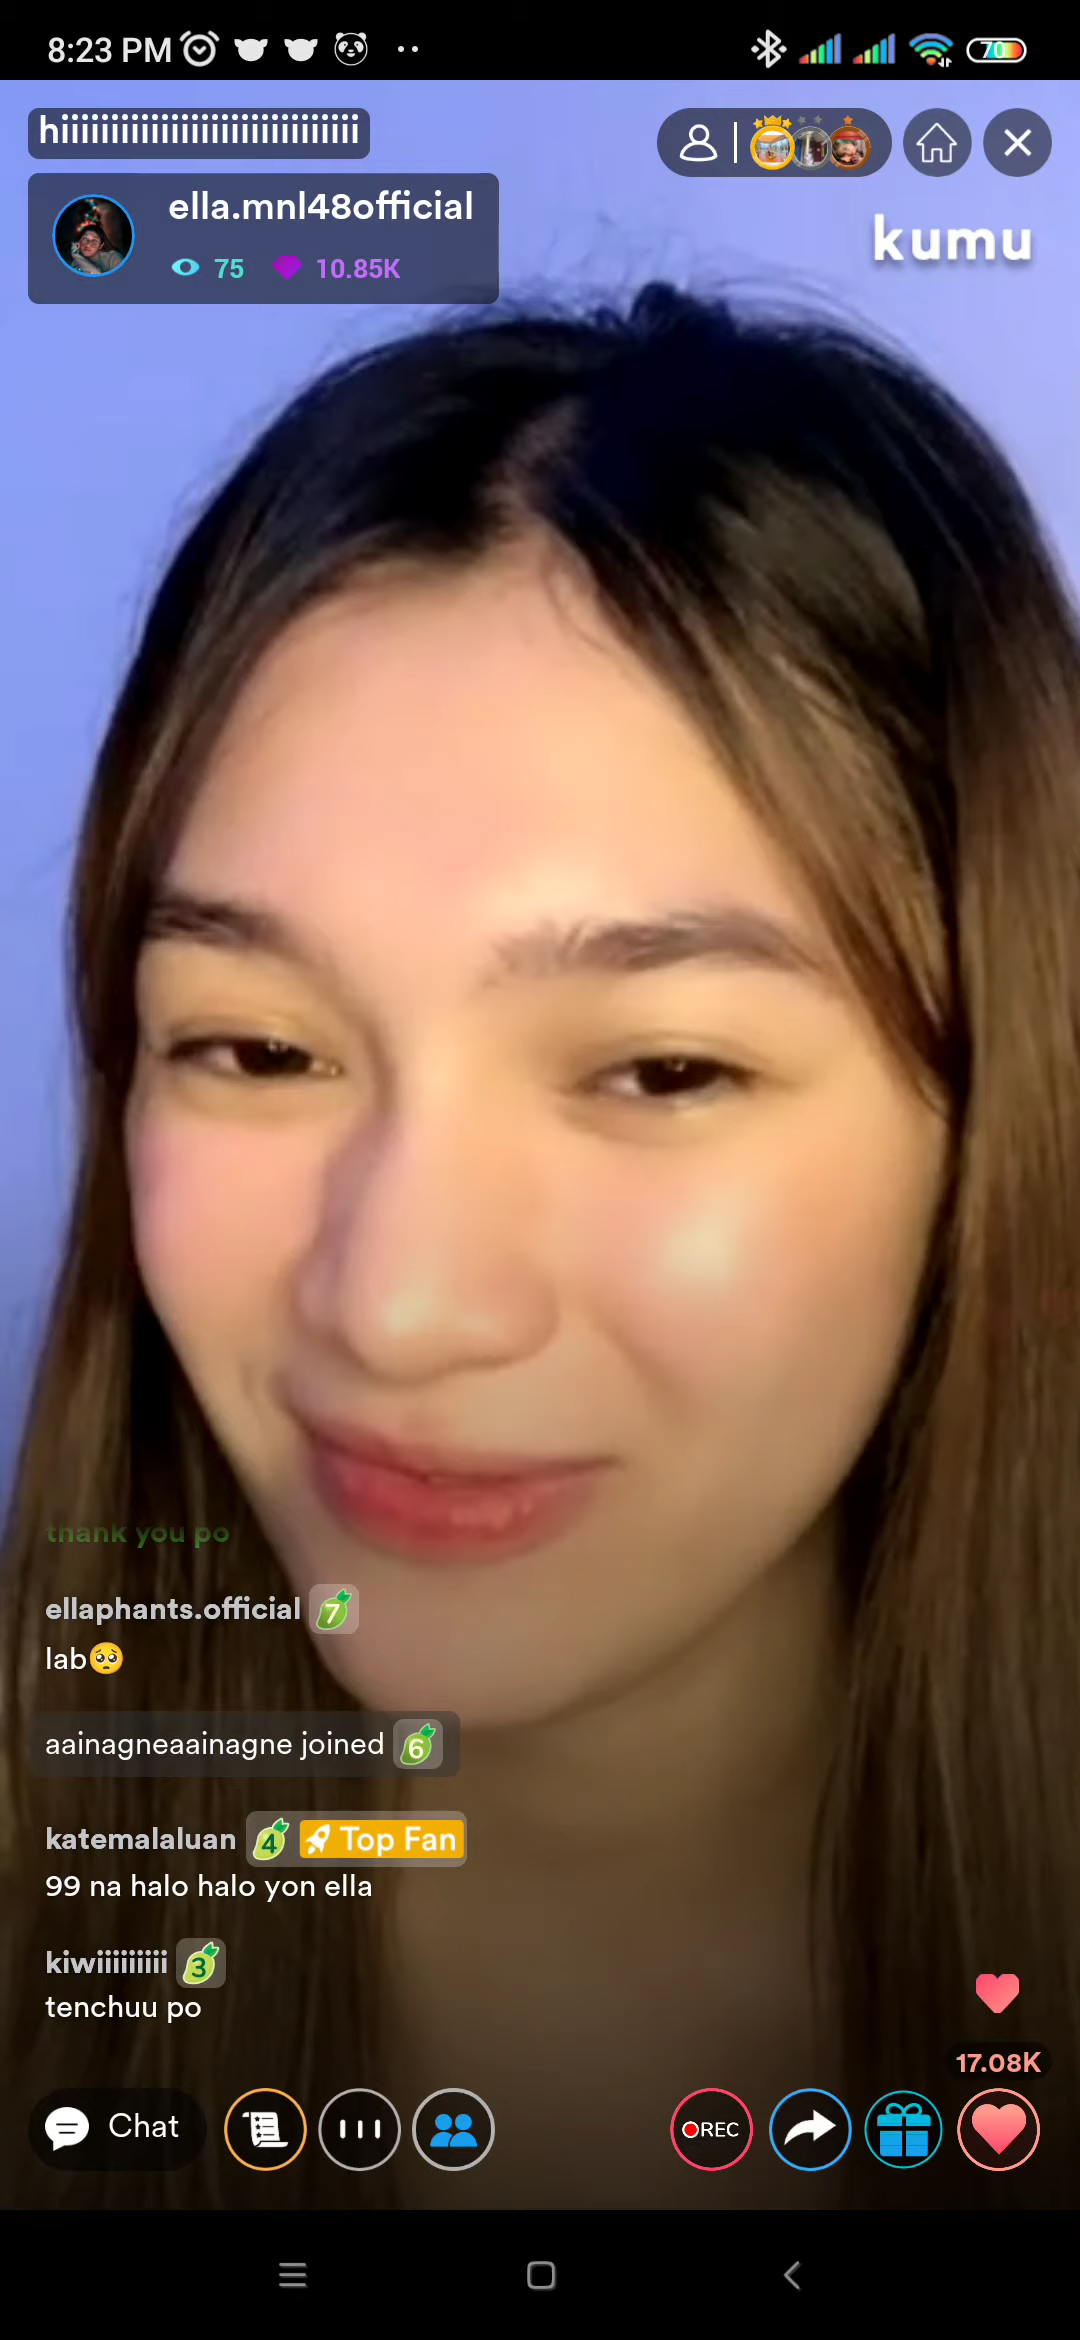 8:23 PM
70
hiiiiiiiiiiiiiiiiiiiiiiiiiiiiii
ella.mnl48official
75 10.85K
kumu
thank you po
ellaphants.official 7
lab🥺
aainagneaainagne joined 6
katemalaluan 4 Top Fan
99 na halo halo yon ella
kiwiiiiiiiii 3
tenchuu po
17.08K
Chat
REC